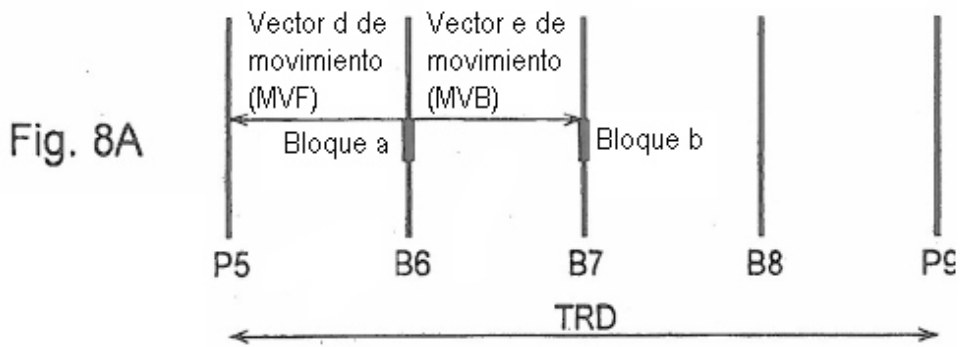 Vector d de
movimiento
(MVF)
Vector e de
movimiento
(MVB)
Fig. 8A
Bloque a
Bloque b
P5
B6
B7
B8
P9
TRD